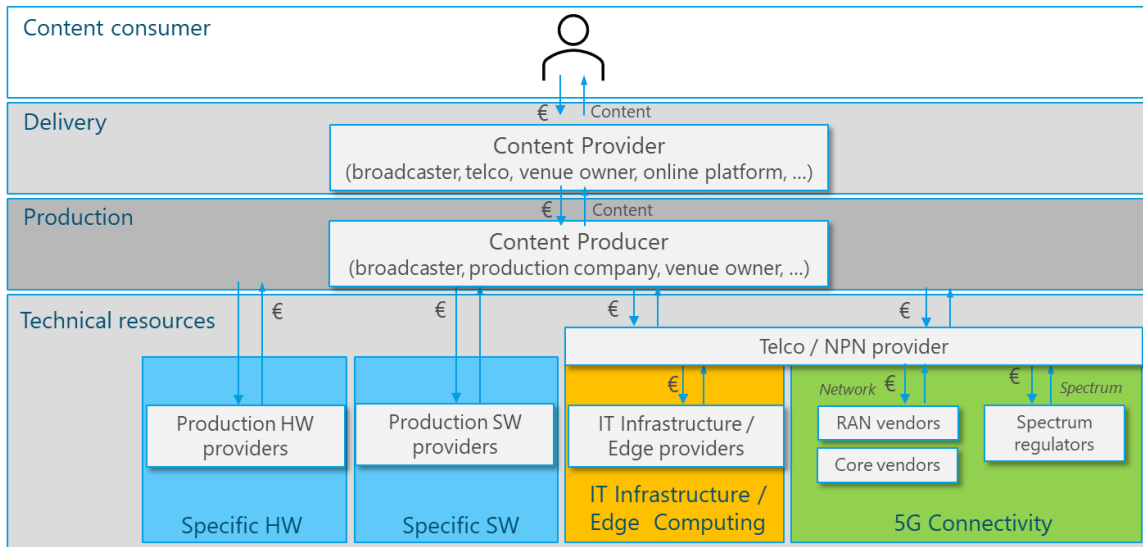 Content consumer
€
Content
Delivery
Content Provider
(broadcaster, telco, venue owner, online platform, ...)
€
Content
Production
Content Producer
(broadcaster, production company, venue owner, ...)
€
€
€
€
Technical resources
Telco / NPN provider
€
Network
€
€
Spectrum
Production HW
providers
Production SW
providers
IT Infrastructure /
Edge providers
RAN vendors
Core vendors
Spectrum
regulators
Specific HW
Specific SW
IT Infrastructure /
Edge Computing
5G Connectivity